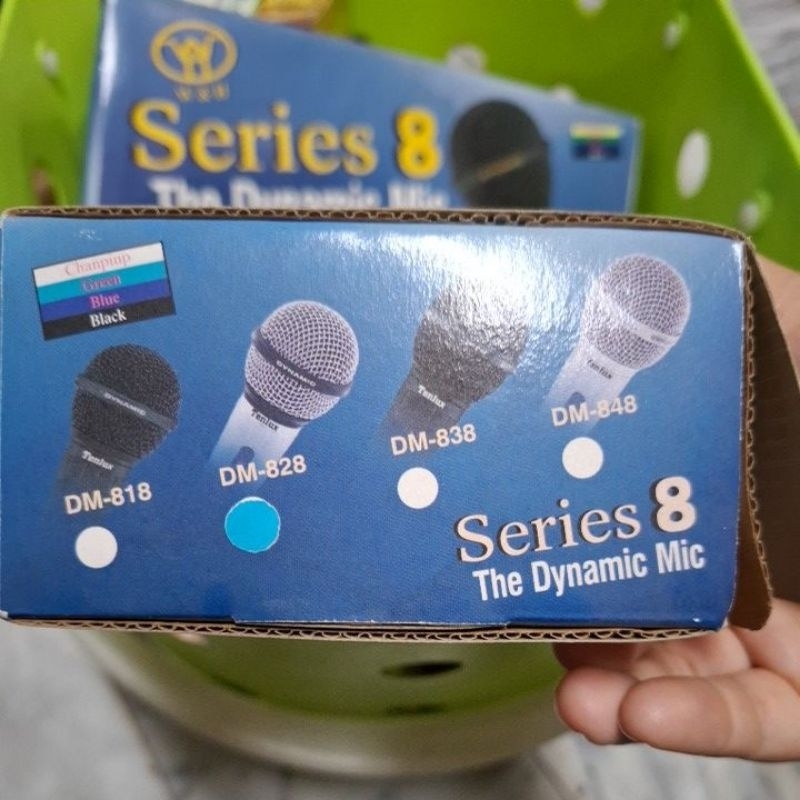 Series 8
The Dynamic Mic
Chanpmp
Green
Blue
Black
DYNAMIC
Tenlux
DM-818
DYNAMIC
Tenlux
DM-828
Tenlux
DM-838
Tenlux
DM-848
Series 8
The Dynamic Mic